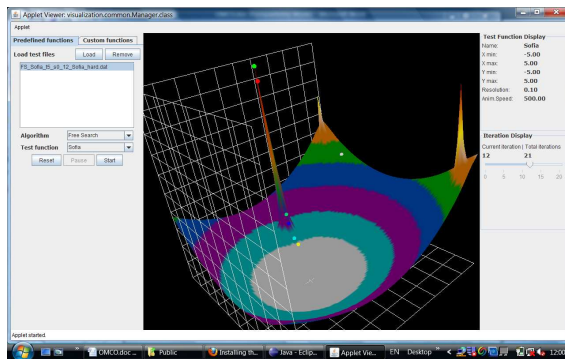 Applet Viewer: visualization.common.Manager.class
Applet
Predefined functions Custom functions
Load test files Load Remove
FS_Sofia_t5_s0_12_Sofia_hard.dat
Algorithm Free Search
Test function Sofia
Reset Pause Start
Test Function Display
Name: Sofia
X min: -5.00
X max: 5.00
Y min: -5.00
Y max: 5.00
Resolution: 0.10
Anim Speed: 500.00
Iteration Display
Current iteration | Total iterations
12 21
0 5 10 15 20
Applet started.
OMCO.doc ... Public Installing th... Java - Eclip... Applet Vie... EN Desktop 12:00